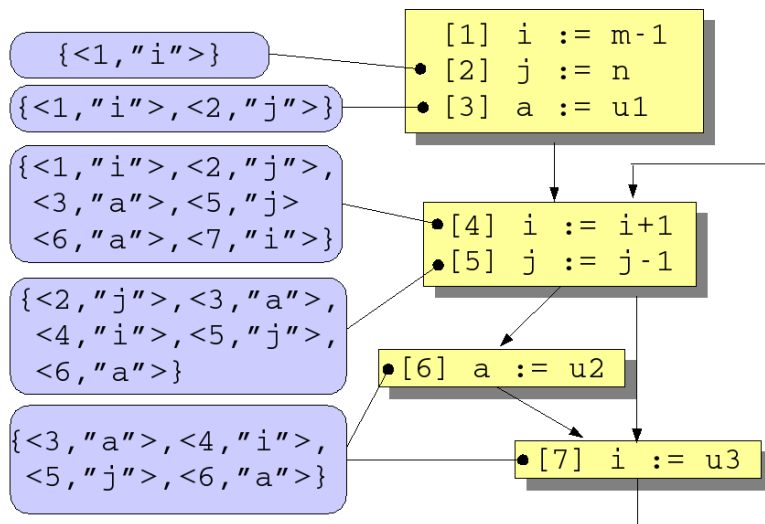 {<1,"i">}
{<1,"i">,<2,"j">}
{<1,"i">,<2,"j">,
<3,"a">,<5,"j>
<6,"a">,<7,"i">}
{<2,"j">,<3,"a">,
<4,"i">,<5,"j">,
<6,"a">}
{<3,"a">,<4,"i">,
<5,"j">,<6,"a">}
[1] i := m-1
[2] j := n
[3] a := u1
[4] i := i+1
[5] j := j-1
[6] a := u2
[7] i := u3